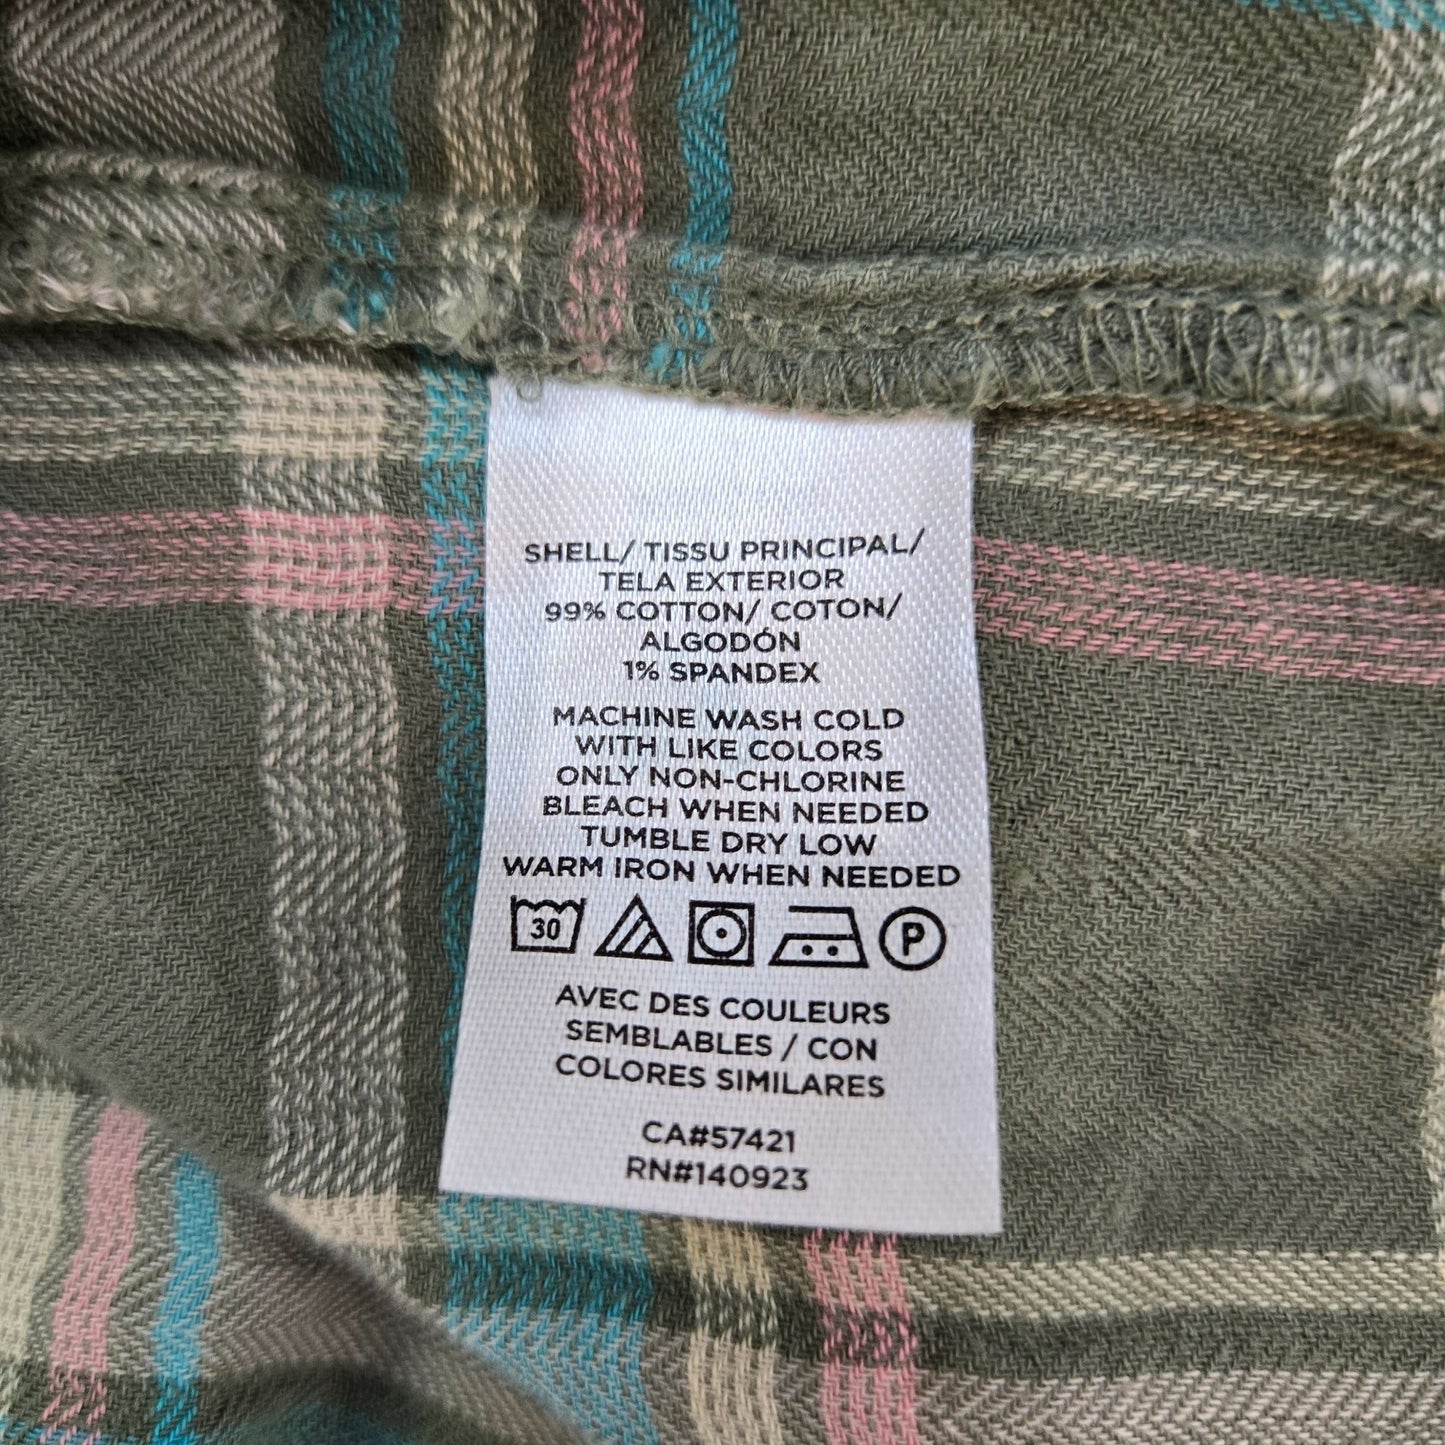 SHELL/ TISSU PRINCIPAL/
TELA EXTERIOR
99% COTTON/ COTON/
ALGODÓN
1% SPANDEX
MACHINE WASH COLD
WITH LIKE COLORS
ONLY NON-CHLORINE
BLEACH WHEN NEEDED
TUMBLE DRY LOW
WARM IRON WHEN NEEDED
30 P
AVEC DES COULEURS
SEMBLABLES / CON
COLORES SIMILARES
CA#57421
RN#140923